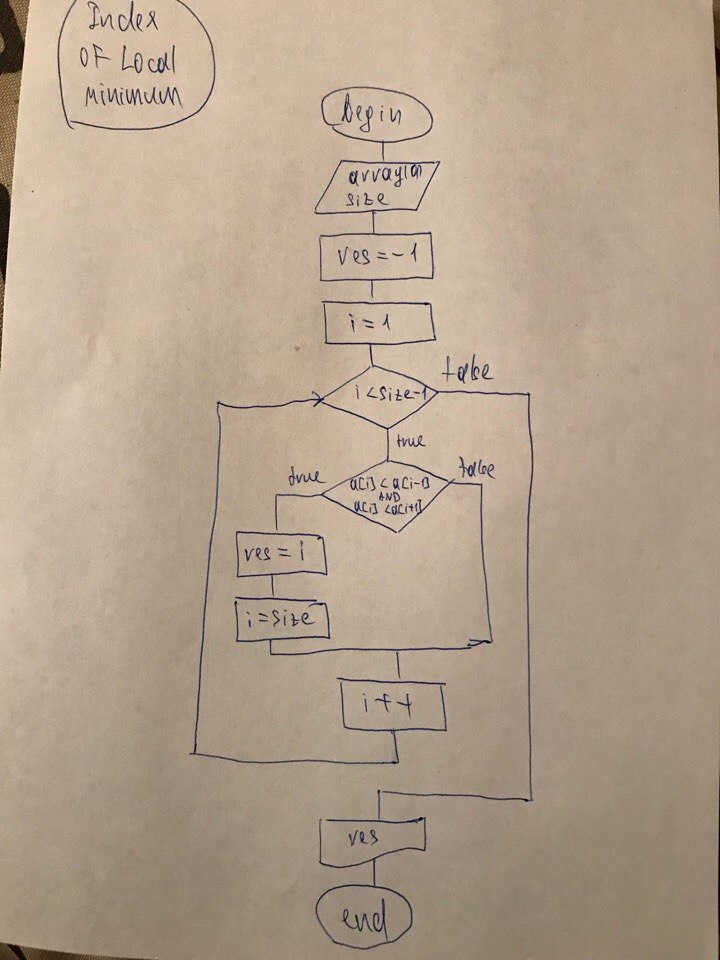 Index
OF Local
minimum
begin
array(a)
size
res = -1
i = 1
i < size-1
false
true
a[i] < a[i-1]
AND
a[i] < a[i+1]
true
false
res = i
i = size
i++
res
end